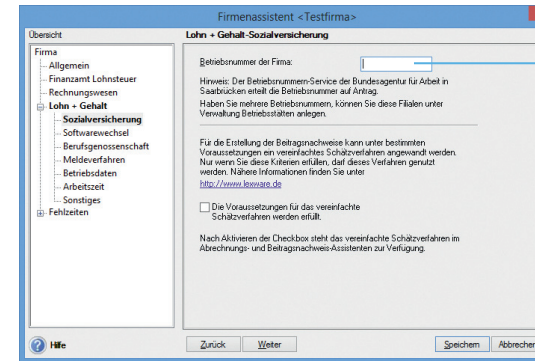 Firmenassistent <Testfirma>
Übersicht
Firma
Allgemein
Finanzamt Lohnsteuer
Rechnungswesen
Lohn + Gehalt
Sozialversicherung
Softwarewechsel
Berufsgenossenschaft
Meldeverfahren
Betriebsdaten
Arbeitszeit
Sonstiges
Fehlzeiten
Lohn + Gehalt-Sozialversicherung
Betriebsnummer der Firma:
Hinweis: Der Betriebsnummern-Service der Bundesagentur für Arbeit in
Saarbrücken erteilt die Betriebsnummer auf Antrag.
Haben Sie mehrere Betriebsnummern, können Sie diese Filialen unter
Verwaltung Betriebsstätten anlegen.
Für die Erstellung der Beitragsnachweise kann unter bestimmten
Voraussetzungen ein vereinfachtes Schätzverfahren angewandt werden.
Nur wenn Sie diese Kriterien erfüllen, darf dieses Verfahren genutzt
werden. Nähere Informationen finden Sie unter
http://www.lexware.de
Die Voraussetzungen für das vereinfachte
Schätzverfahren werden erfüllt.
Nach Aktivieren der Checkbox steht das vereinfachte Schätzverfahren im
Abrechnungs- und Beitragsnachweis-Assistenten zur Verfügung.
Hilfe
Zurück
Weiter
Speichern
Abbrechen